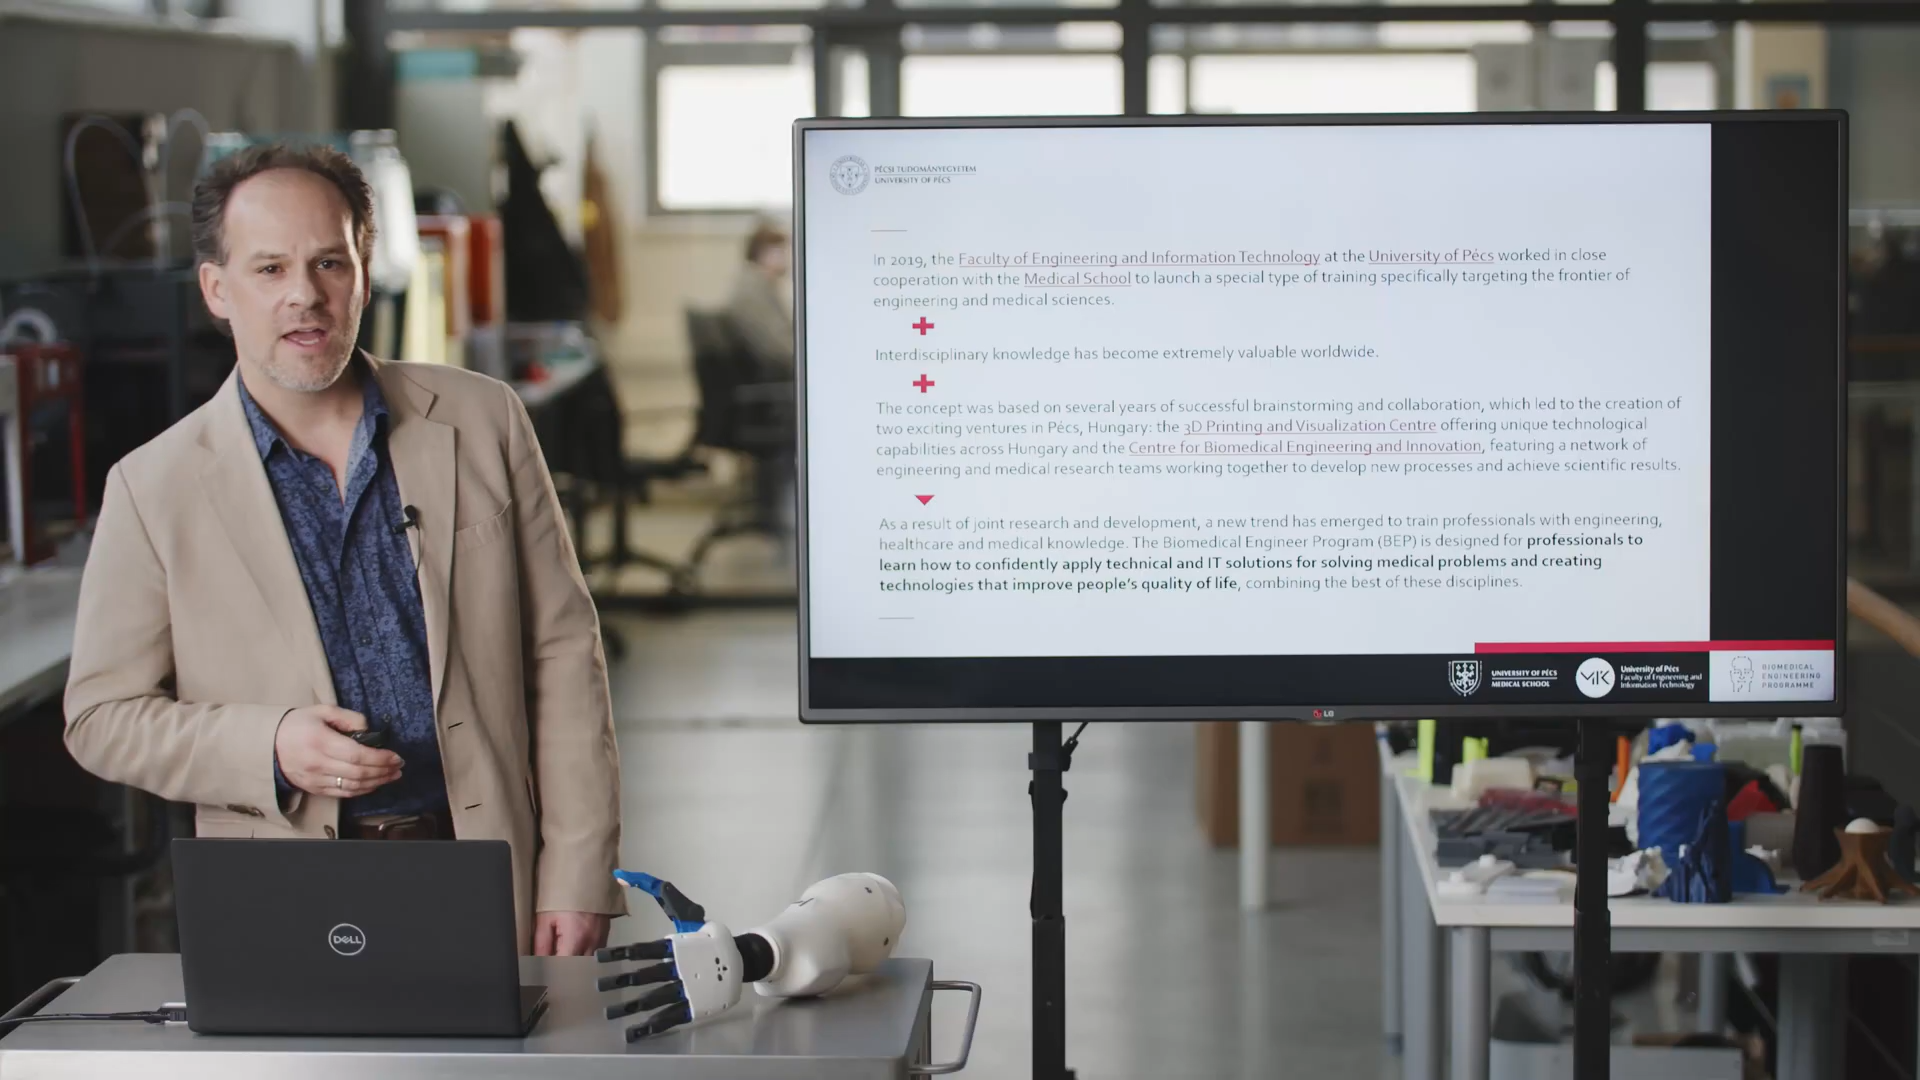 PÉCSI TUDOMÁNYEGYETEM
UNIVERSITY OF PÉCS
In 2019, the Faculty of Engineering and Information Technology at the University of Pécs worked in close
cooperation with the Medical School to launch a special type of training specifically targeting the frontier of
engineering and medical sciences.
Interdisciplinary knowledge has become extremely valuable worldwide.
The concept was based on several years of successful brainstorming and collaboration, which led to the creation of
two exciting ventures in Pécs, Hungary: the 3D Printing and Visualization Centre offering unique technological
capabilities across Hungary and the Centre for Biomedical Engineering and Innovation, featuring a network of
engineering and medical research teams working together to develop new processes and achieve scientific results.
As a result of joint research and development, a new trend has emerged to train professionals with engineering,
healthcare and medical knowledge. The Biomedical Engineer Program (BEP) is designed for professionals to
learn how to confidently apply technical and IT solutions for solving medical problems and creating
technologies that improve people's quality of life, combining the best of these disciplines.
UNIVERSITY OF PÉCS
MEDICAL SCHOOL
MIK
University of Pécs
Faculty of Engineering and
Information Technology
BIOMEDICAL
ENGINEERING
PROGRAMME
LG
DELL